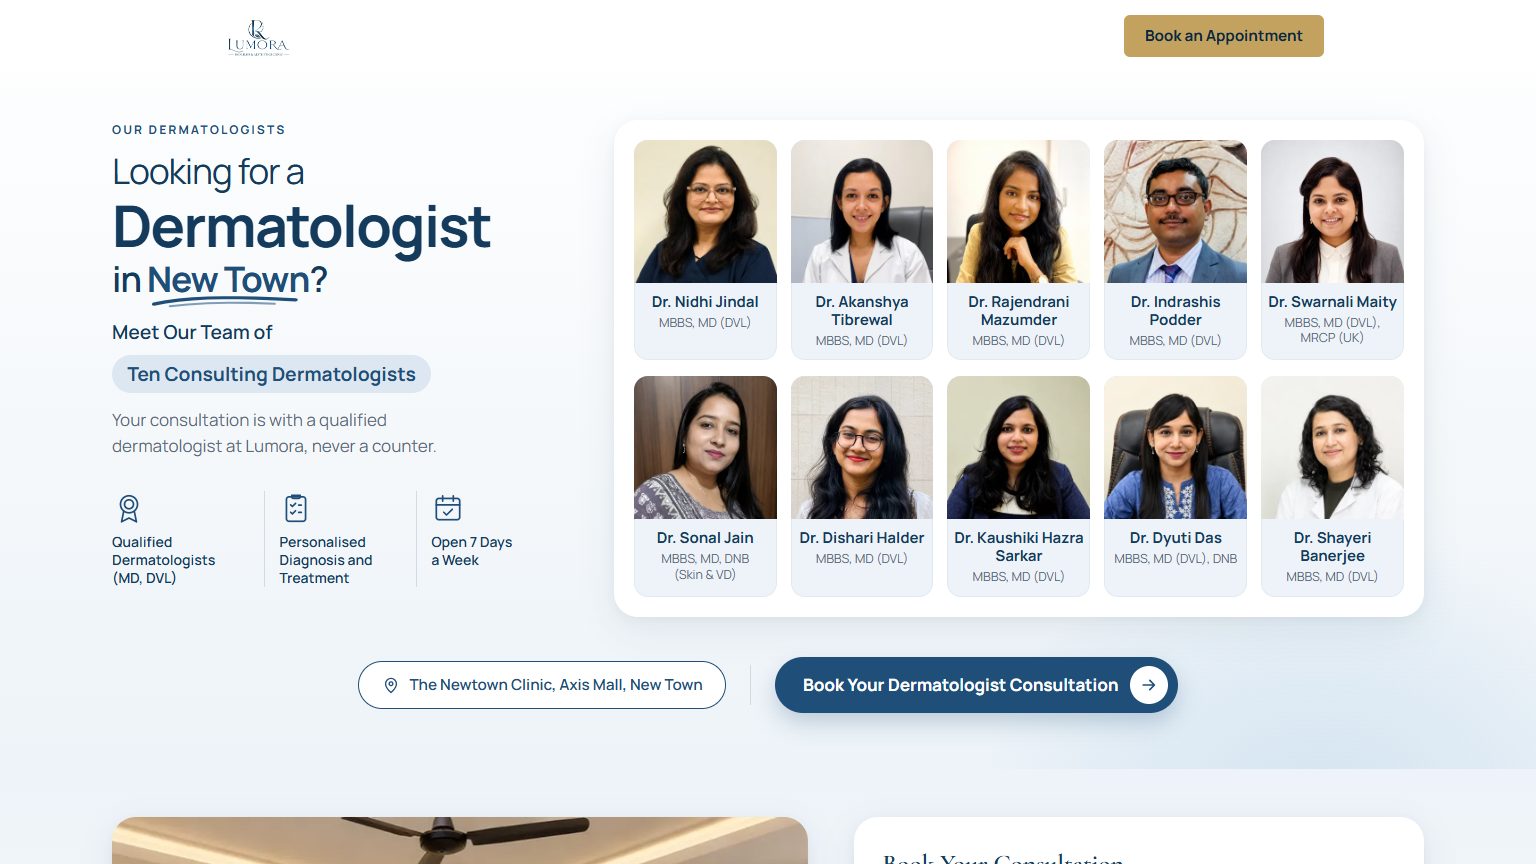 LUMORA
Book an Appointment
OUR DERMATOLOGISTS
Looking for a
Dermatologist
in New Town?
Meet Our Team of
Ten Consulting Dermatologists
Your consultation is with a qualified
dermatologist at Lumora, never a counter.
Qualified
Dermatologists
(MD, DVL)
Personalised
Diagnosis and
Treatment
Open 7 Days
a Week
Dr. Nidhi Jindal
MBBS, MD (DVL)
Dr. Akanshya
Tibrewal
MBBS, MD (DVL)
Dr. Rajendrani
Mazumder
MBBS, MD (DVL)
Dr. Indrashis
Podder
MBBS, MD (DVL)
Dr. Swarnali Maity
MBBS, MD (DVL),
MRCP (UK)
Dr. Sonal Jain
MBBS, MD, DNB
(Skin & VD)
Dr. Dishari Halder
MBBS, MD (DVL)
Dr. Kaushiki Hazra
Sarkar
MBBS, MD (DVL)
Dr. Dyuti Das
MBBS, MD (DVL), DNB
Dr. Shayeri
Banerjee
MBBS, MD (DVL)
The Newtown Clinic, Axis Mall, New Town
Book Your Dermatologist Consultation
Book Your Consultation